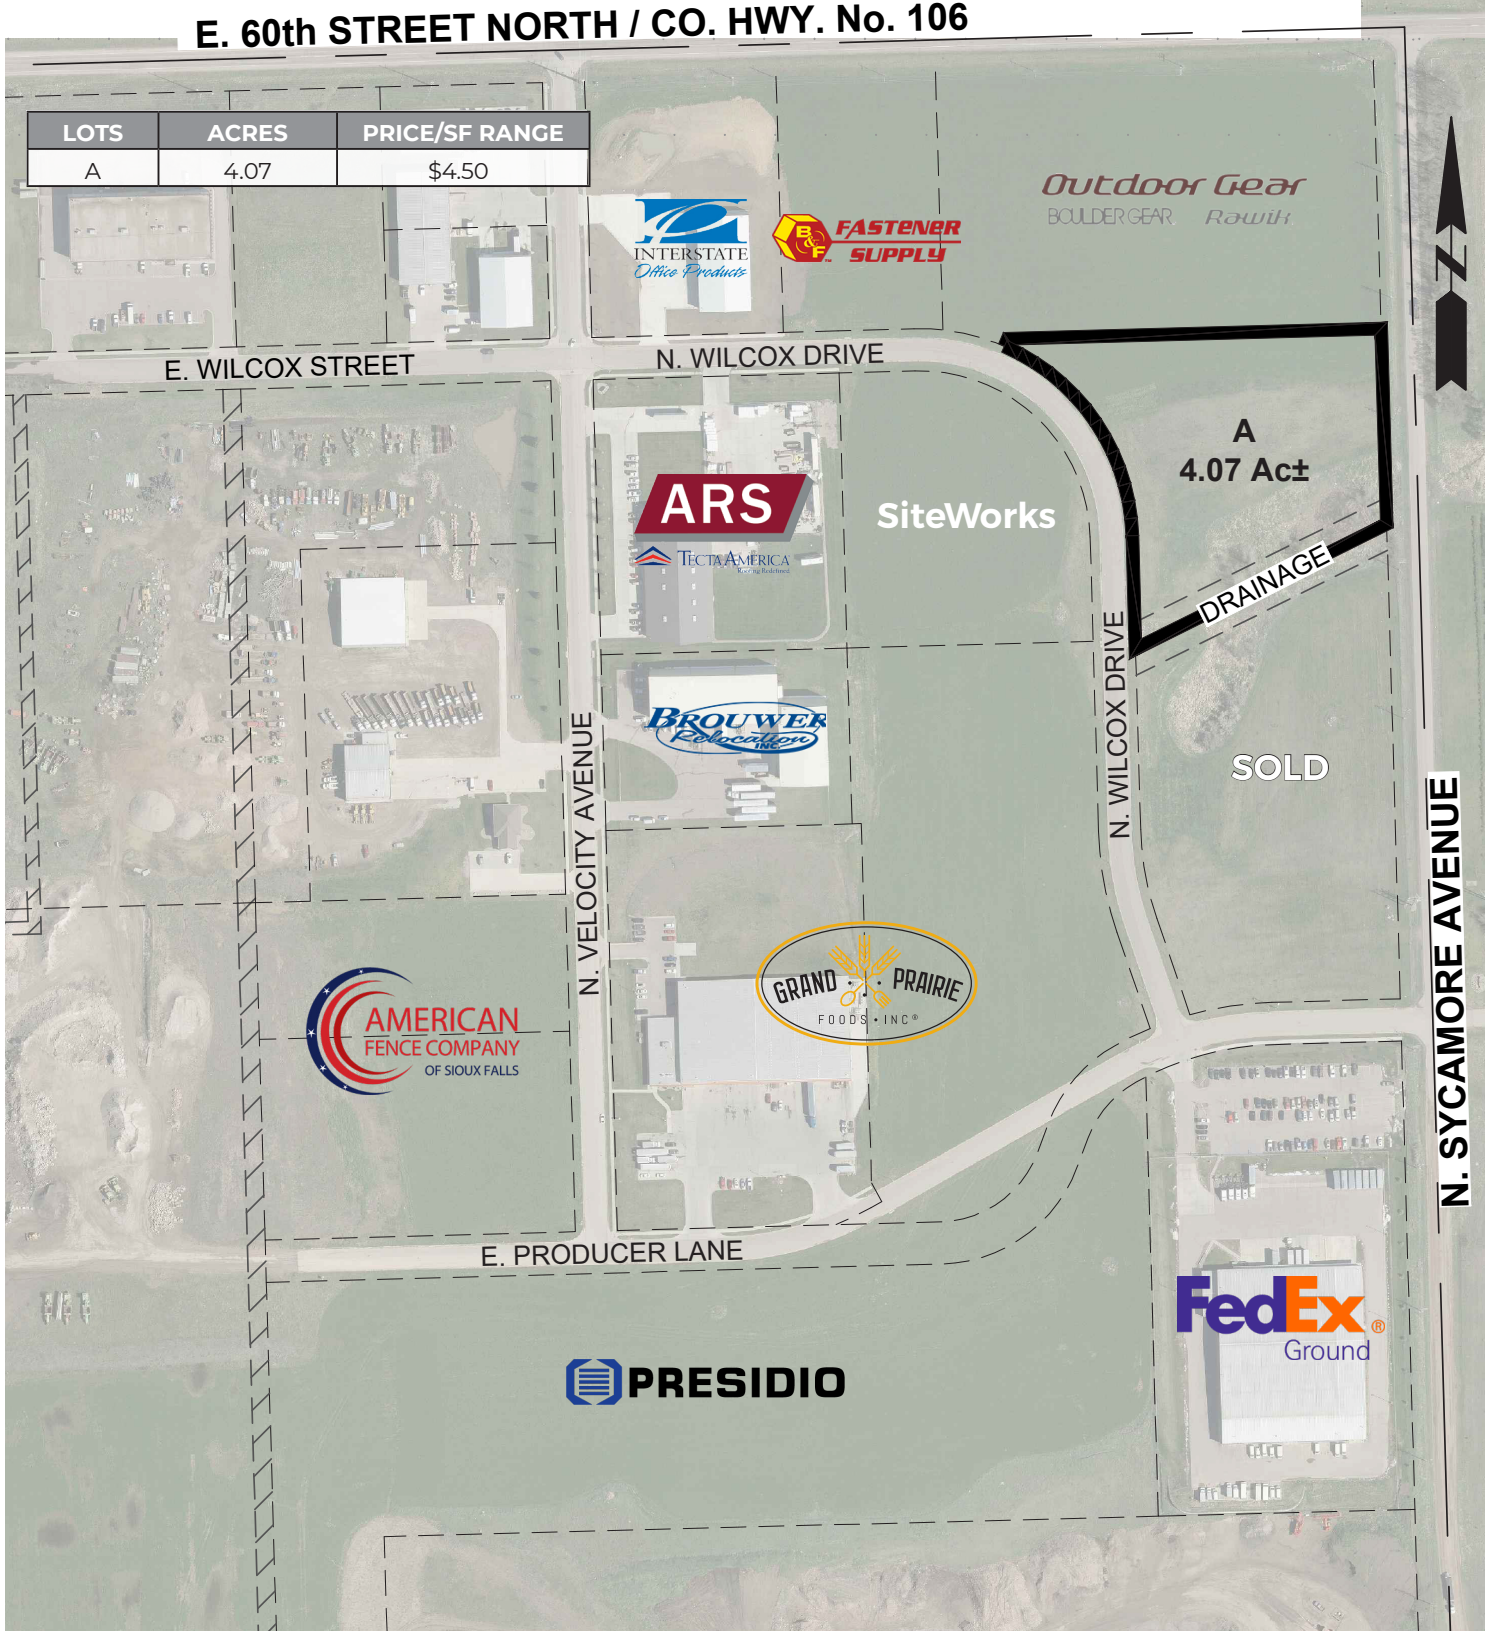 E. 60th STREET NORTH / CO. HWY. No. 106
LOTS ACRES PRICE/SF RANGE
A 4.07 $4.50
Outdoor Gear
BOULDER GEAR Rawik
INTERSTATE
Office Products
B&F
FASTENER
SUPPLY
N
E. WILCOX STREET
N. WILCOX DRIVE
A
4.07 Ac±
ARS
TECTAAMERICA
Roofing Redefined
SiteWorks
DRAINAGE
N. WILCOX DRIVE
BROUWER
Relocation
INC.
SOLD
N. VELOCITY AVENUE
N. SYCAMORE AVENUE
GRAND PRAIRIE
FOODS • INC®
AMERICAN
FENCE COMPANY
OF SIOUX FALLS
E. PRODUCER LANE
FedEx®
Ground
PRESIDIO